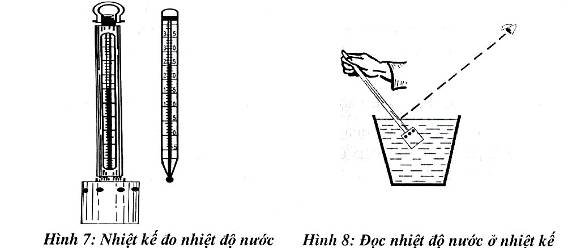 Hình 7: Nhiệt kế đo nhiệt độ nước
Hình 8: Đọc nhiệt độ nước ở nhiệt kế